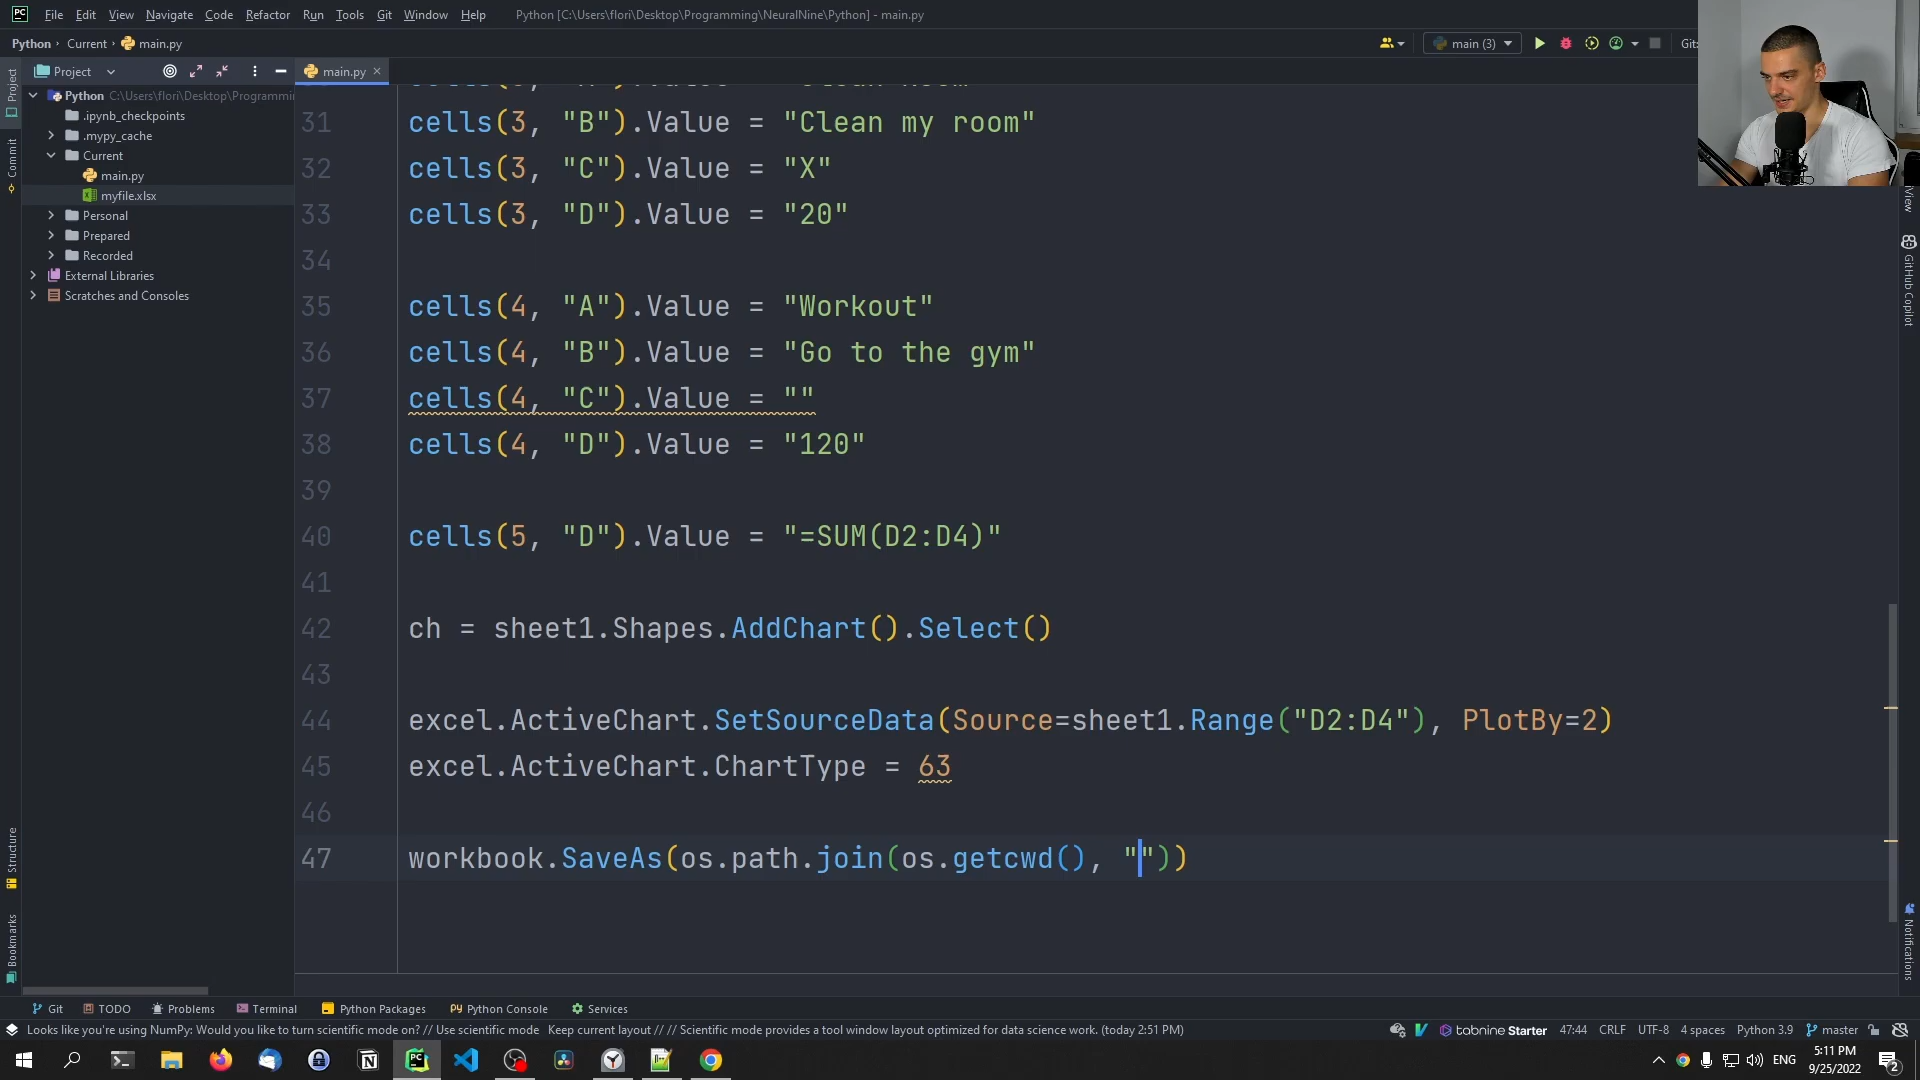 PC File Edit View Navigate Code Refactor Run Tools Git Window Help Python [C:\Users\flori\Desktop\Programming\NeuralNine\Python] - main.py
Python Current main.py
main (3)
Git:
Project
main.py
Python C:\Users\flori\Desktop\Programmi
.ipynb_checkpoints
.mypy_cache
Current
main.py
myfile.xlsx
Personal
Prepared
Recorded
External Libraries
Scratches and Consoles
Project
Commit
Structure
Bookmarks
31 cells(3, "B").Value = "Clean my room"
32 cells(3, "C").Value = "X"
33 cells(3, "D").Value = "20"
34
35 cells(4, "A").Value = "Workout"
36 cells(4, "B").Value = "Go to the gym"
37 cells(4, "C").Value = ""
38 cells(4, "D").Value = "120"
39
40 cells(5, "D").Value = "=SUM(D2:D4)"
41
42 ch = sheet1.Shapes.AddChart().Select()
43
44 excel.ActiveChart.SetSourceData(Source=sheet1.Range("D2:D4"), PlotBy=2)
45 excel.ActiveChart.ChartType = 63
46
47 workbook.SaveAs(os.path.join(os.getcwd(), ""))
GitHub Copilot
Notifications
Git TODO Problems Terminal Python Packages Python Console Services
Looks like you're using NumPy: Would you like to turn scientific mode on? // Use scientific mode Keep current layout // // Scientific mode provides a tool window layout optimized for data science work. (today 2:51 PM)
tabnine Starter 47:44 CRLF UTF-8 4 spaces Python 3.9 master
ENG
5:11 PM
9/25/2022
2